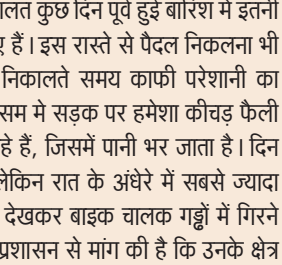 ालत कुछ दिन पूर्व हुई बारिश में इतनी
ए हैं। इस रास्ते से पैदल निकलना भी
निकालते समय काफी परेशानी का
सम मे सड़क पर हमेशा कीचड़ फैली
रहे हैं, जिसमें पानी भर जाता है। दिन
लेकिन रात के अंधेरे में सबसे ज्यादा
देखकर बाइक चालक गड्ढों में गिरने
प्रशासन से मांग की है कि उनके क्षेत्र